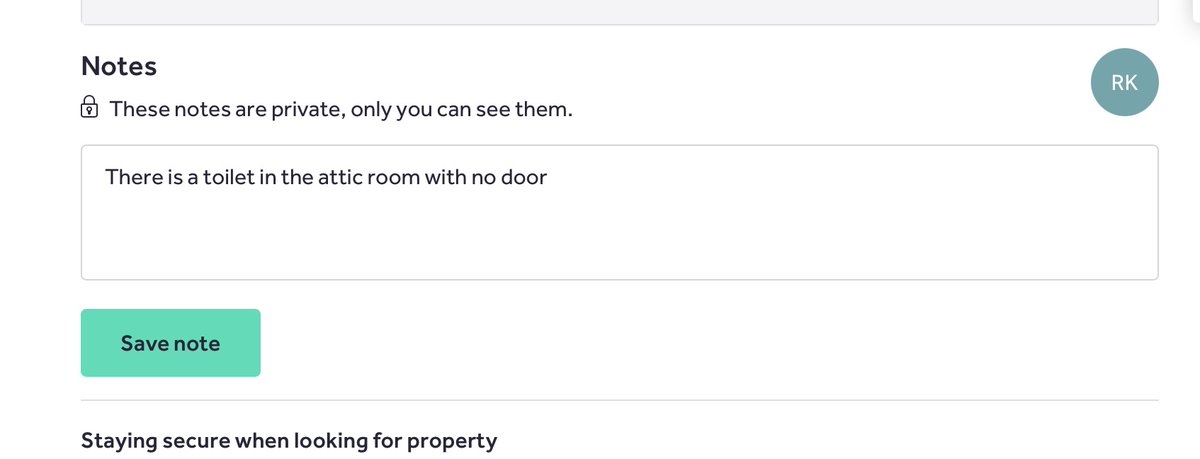 Notes
RK
These notes are private, only you can see them.
There is a toilet in the attic room with no door
Save note
Staying secure when looking for property